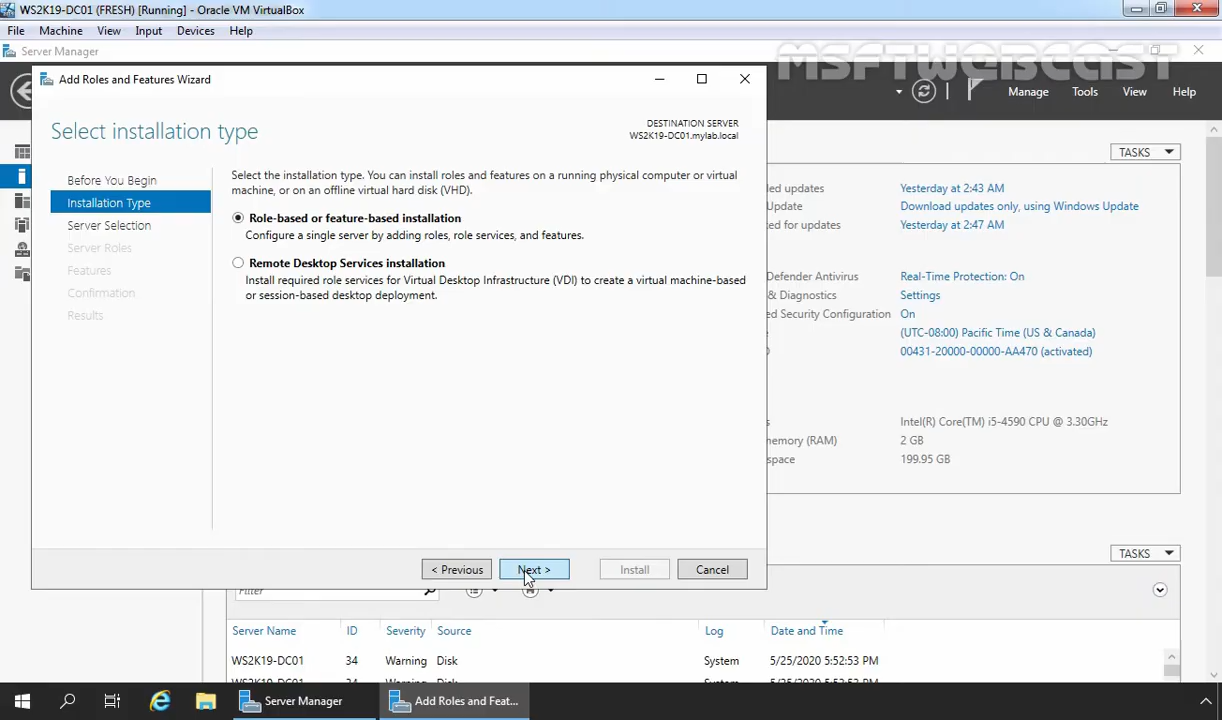 WS2K19-DC01 (FRESH) [Running] - Oracle VM VirtualBox
File Machine View Input Devices Help
Server Manager
MSFTWEBCAST
Manage Tools View Help
Add Roles and Features Wizard
Select installation type
DESTINATION SERVER
WS2K19-DC01.mylab.local
Before You Begin
Installation Type
Server Selection
Server Roles
Features
Confirmation
Results
Select the installation type. You can install roles and features on a running physical computer or virtual
machine, or on an offline virtual hard disk (VHD).
Role-based or feature-based installation
Configure a single server by adding roles, role services, and features.
Remote Desktop Services installation
Install required role services for Virtual Desktop Infrastructure (VDI) to create a virtual machine-based
or session-based desktop deployment.
< Previous Next > Install Cancel
TASKS
led updates Yesterday at 2:43 AM
Update Download updates only, using Windows Update
ed for updates Yesterday at 2:47 AM
Defender Antivirus Real-Time Protection: On
& Diagnostics Settings
ed Security Configuration On
(UTC-08:00) Pacific Time (US & Canada)
00431-20000-00000-AA470 (activated)
Intel(R) Core(TM) i5-4590 CPU @ 3.30GHz
emory (RAM) 2 GB
space 199.95 GB
TASKS
Filter
Server Name ID Severity Source Log Date and Time
WS2K19-DC01 34 Warning Disk System 5/25/2020 5:52:53 PM
Server Manager Add Roles and Feat...